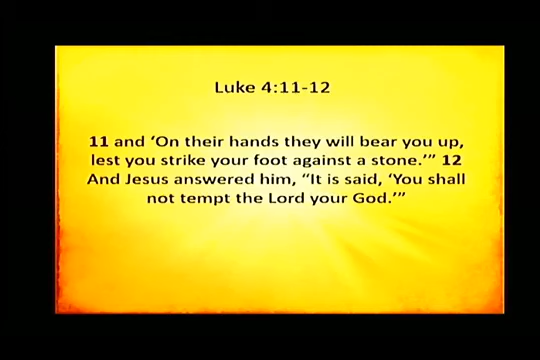 Luke 4:11-12
11 and ‘On their hands they will bear you up,
lest you strike your foot against a stone.’” 12
And Jesus answered him, “It is said, ‘You shall
not tempt the Lord your God.’”